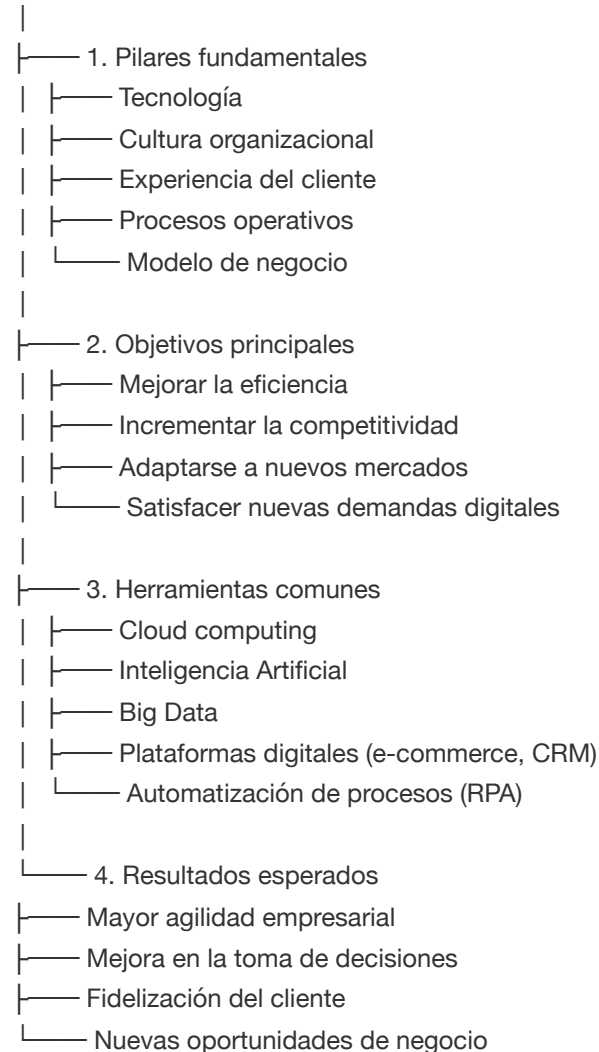 │
├── 1. Pilares fundamentales
│ ├── Tecnología
│ ├── Cultura organizacional
│ ├── Experiencia del cliente
│ ├── Procesos operativos
│ └── Modelo de negocio
│
├── 2. Objetivos principales
│ ├── Mejorar la eficiencia
│ ├── Incrementar la competitividad
│ ├── Adaptarse a nuevos mercados
│ └── Satisfacer nuevas demandas digitales
│
├── 3. Herramientas comunes
│ ├── Cloud computing
│ ├── Inteligencia Artificial
│ ├── Big Data
│ ├── Plataformas digitales (e-commerce, CRM)
│ └── Automatización de procesos (RPA)
│
└── 4. Resultados esperados
├── Mayor agilidad empresarial
├── Mejora en la toma de decisiones
├── Fidelización del cliente
└── Nuevas oportunidades de negocio